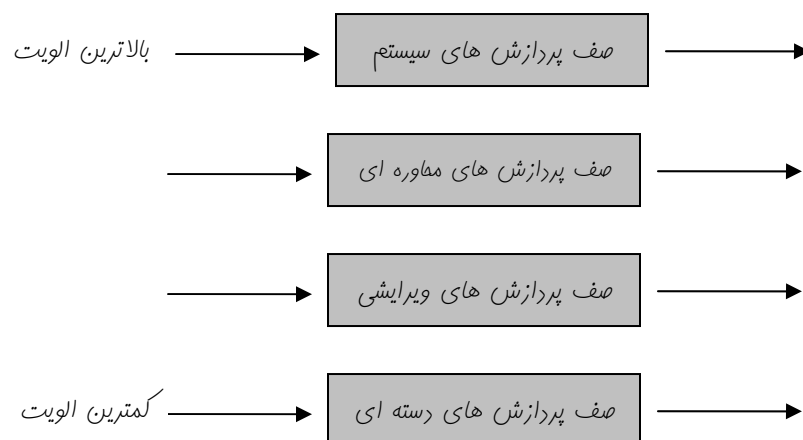 بالاترین الویت
صف پردازش های سیستم
صف پردازش های محاوره ای
صف پردازش های ویرایشی
کمترین الویت
صف پردازش های دسته ای